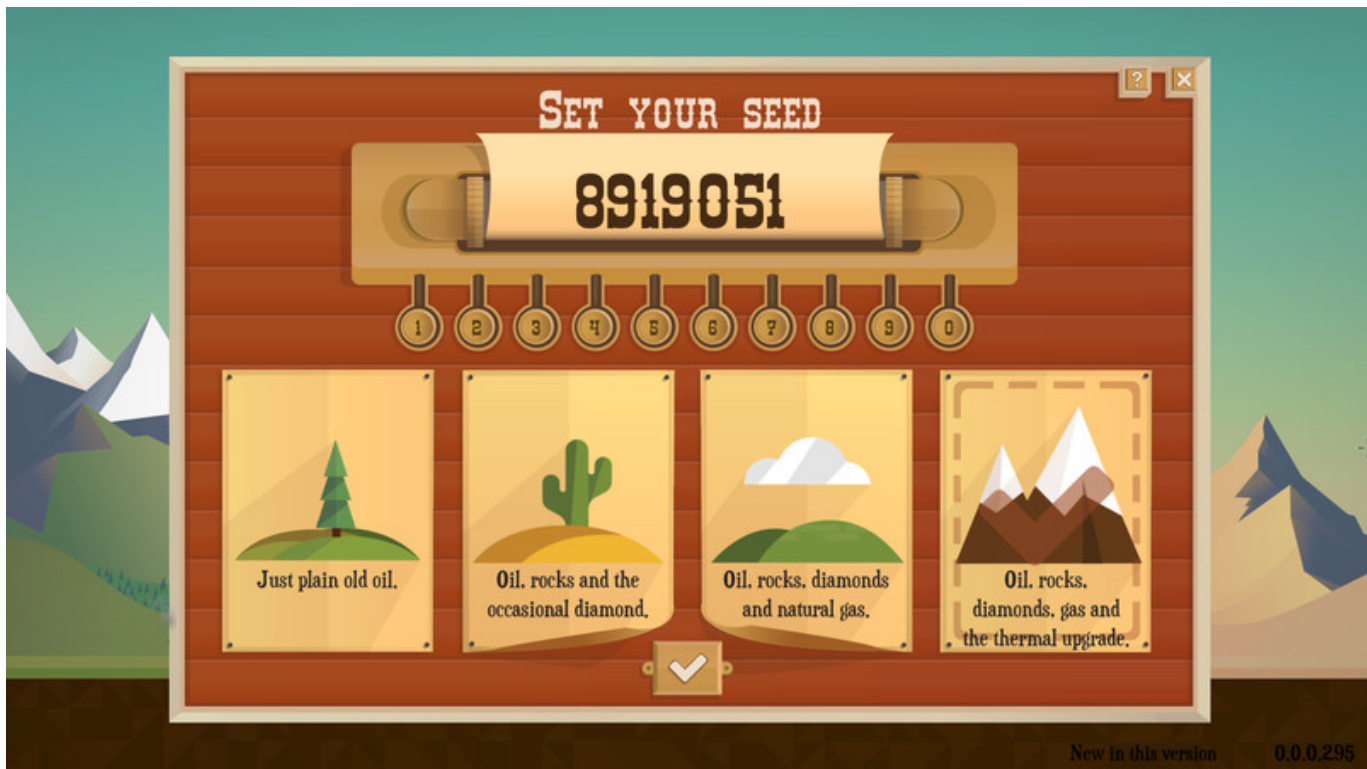 ?
SET YOUR SEED
8919051
1 2 3 4 5 6 7 8 9 0
Just plain old oil.
Oil, rocks and the
occasional diamond.
Oil, rocks, diamonds
and natural gas.
Oil, rocks,
diamonds, gas and
the thermal upgrade.
New in this version 0.0.0.295